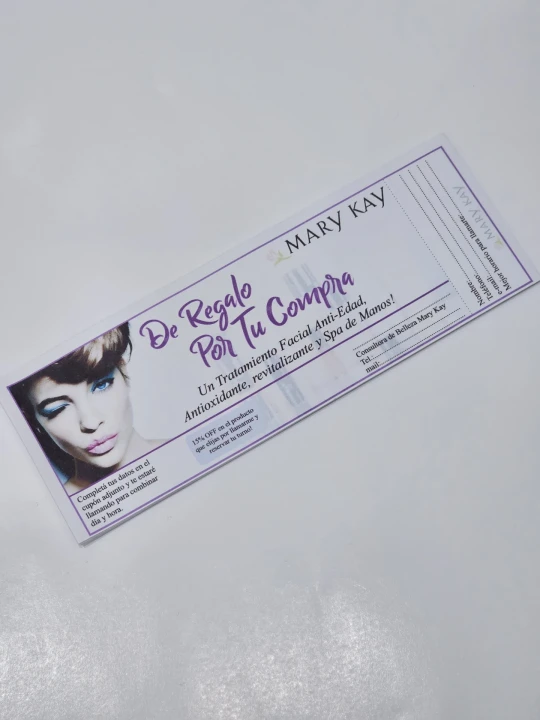 MARY KAY
De Regalo
Por Tu Compra
Un Tratamiento Facial Anti-Edad,
Antioxidante, revitalizante y Spa de Manos!
15% OFF en el producto
que elijas por llamarme y
reservar tu turno!
Completá tus datos en el
cupón adjunto y te estaré
llamando para combinar
día y hora.
Consultora de Belleza Mary Kay
Tel
mail:
MARY KAY
Nombre:
Teléfono:
e-mail:
Mejor horario para llamarte: